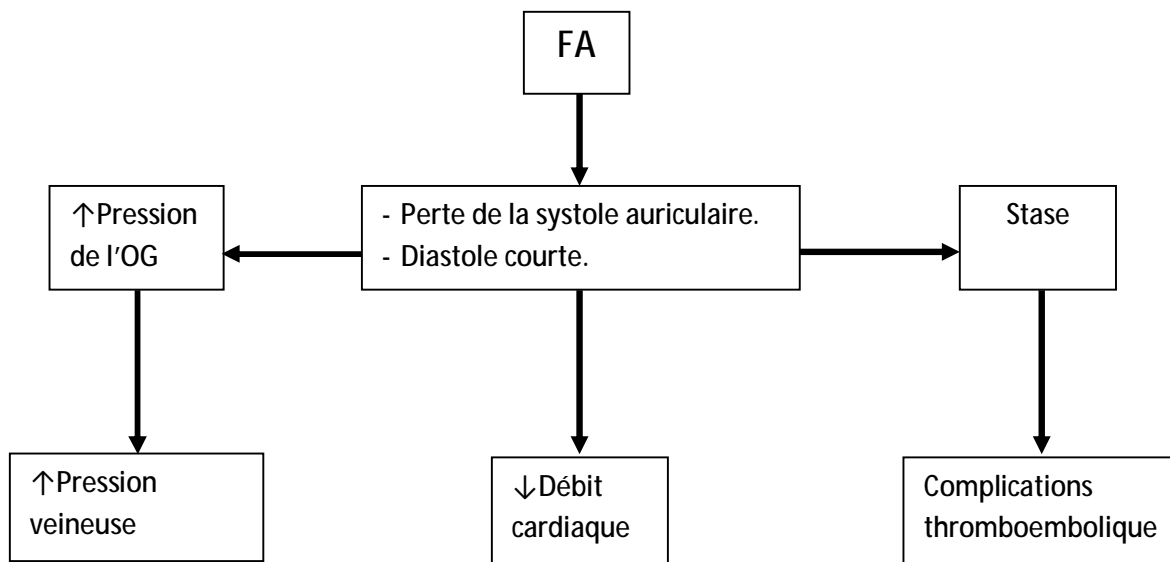 FA
↑Pression
de l'OG
- Perte de la systole auriculaire.
- Diastole courte.
Stase
↑Pression
veineuse
↓Débit
cardiaque
Complications
thromboembolique